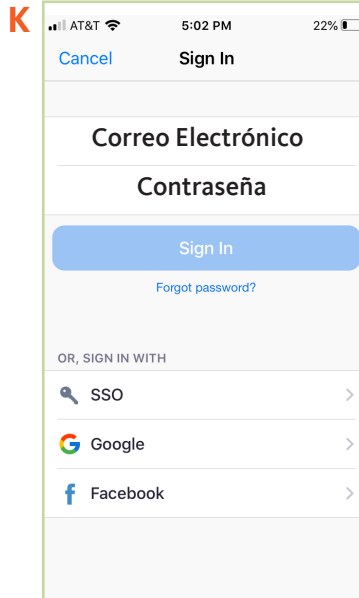 K
AT&T 5:02 PM 22%
Cancel Sign In
Correo Electrónico
Contraseña
Sign In
Forgot password?
OR, SIGN IN WITH
SSO
Google
Facebook